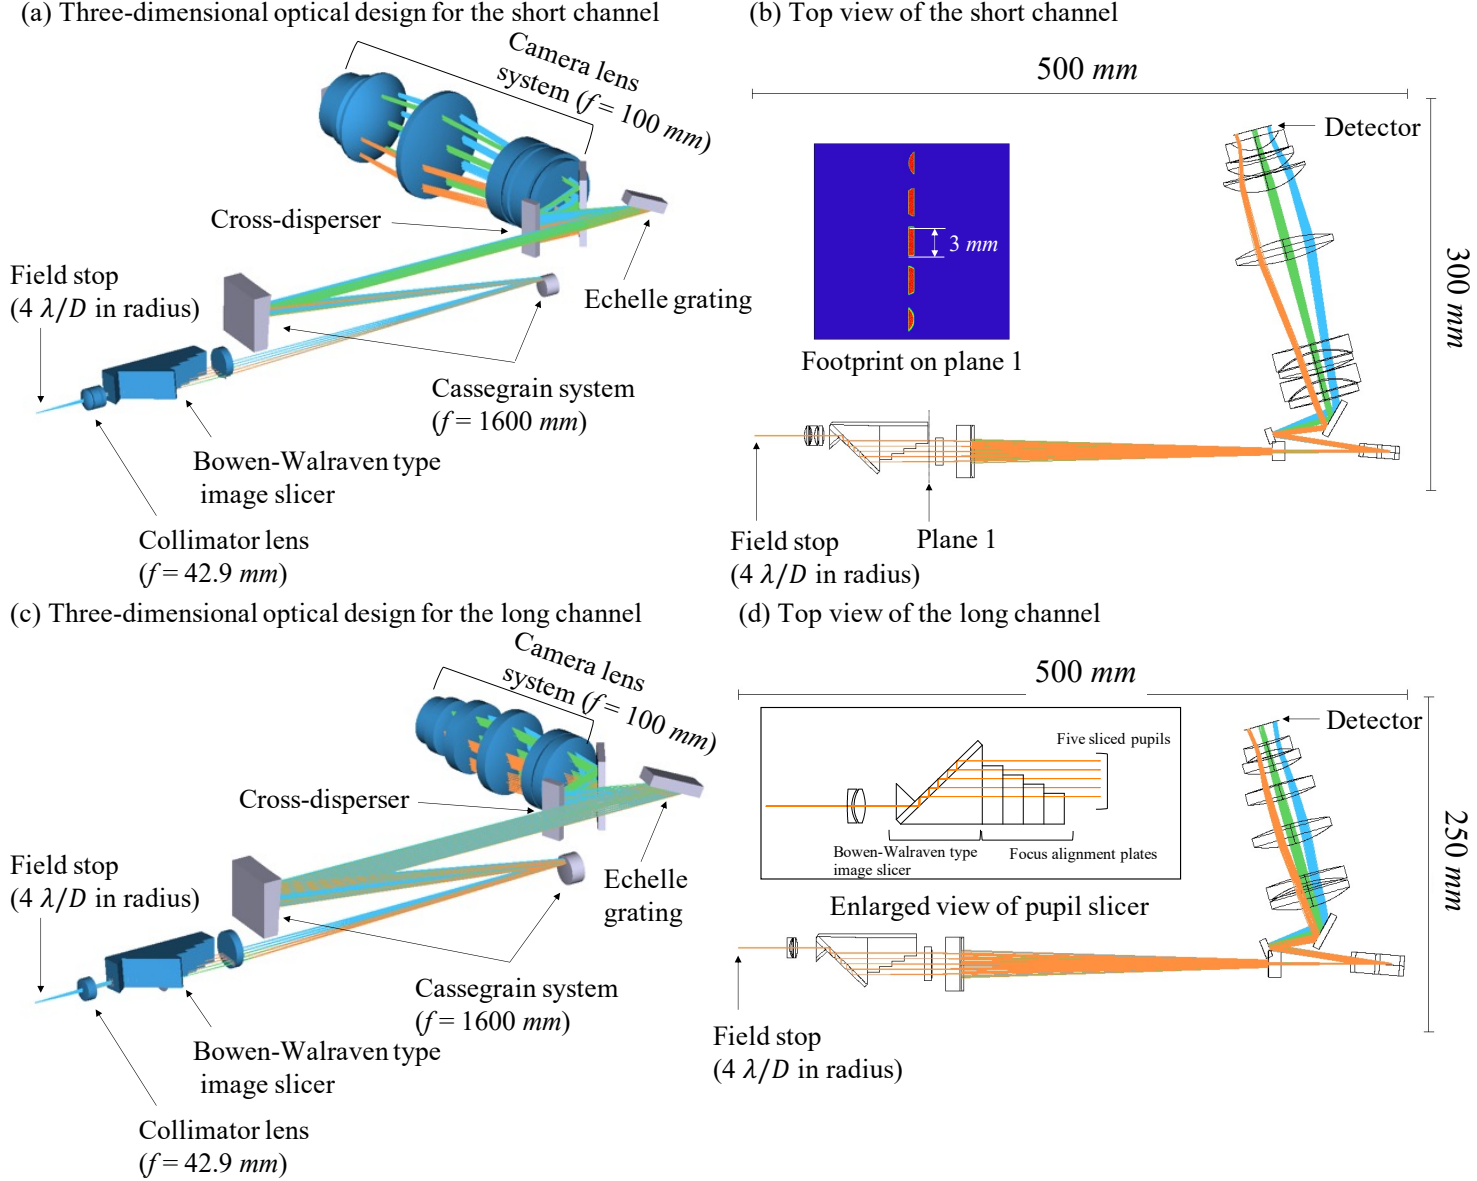 (a) Three-dimensional optical design for the short channel
Camera lens
system (f = 100 mm)
Cross-disperser
Field stop
(4 λ/D in radius)
Echelle grating
Cassegrain system
(f = 1600 mm)
Bowen-Walraven type
image slicer
Collimator lens
(f = 42.9 mm)
(b) Top view of the short channel
500 mm
Detector
3 mm
300 mm
Footprint on plane 1
Field stop
(4 λ/D in radius)
Plane 1
(c) Three-dimensional optical design for the long channel
Camera lens
system (f = 100 mm)
Cross-disperser
Field stop
(4 λ/D in radius)
Echelle
grating
Cassegrain system
(f = 1600 mm)
Bowen-Walraven type
image slicer
Collimator lens
(f = 42.9 mm)
(d) Top view of the long channel
500 mm
Detector
Five sliced pupils
Bowen-Walraven type
image slicer
Focus alignment plates
250 mm
Enlarged view of pupil slicer
Field stop
(4 λ/D in radius)